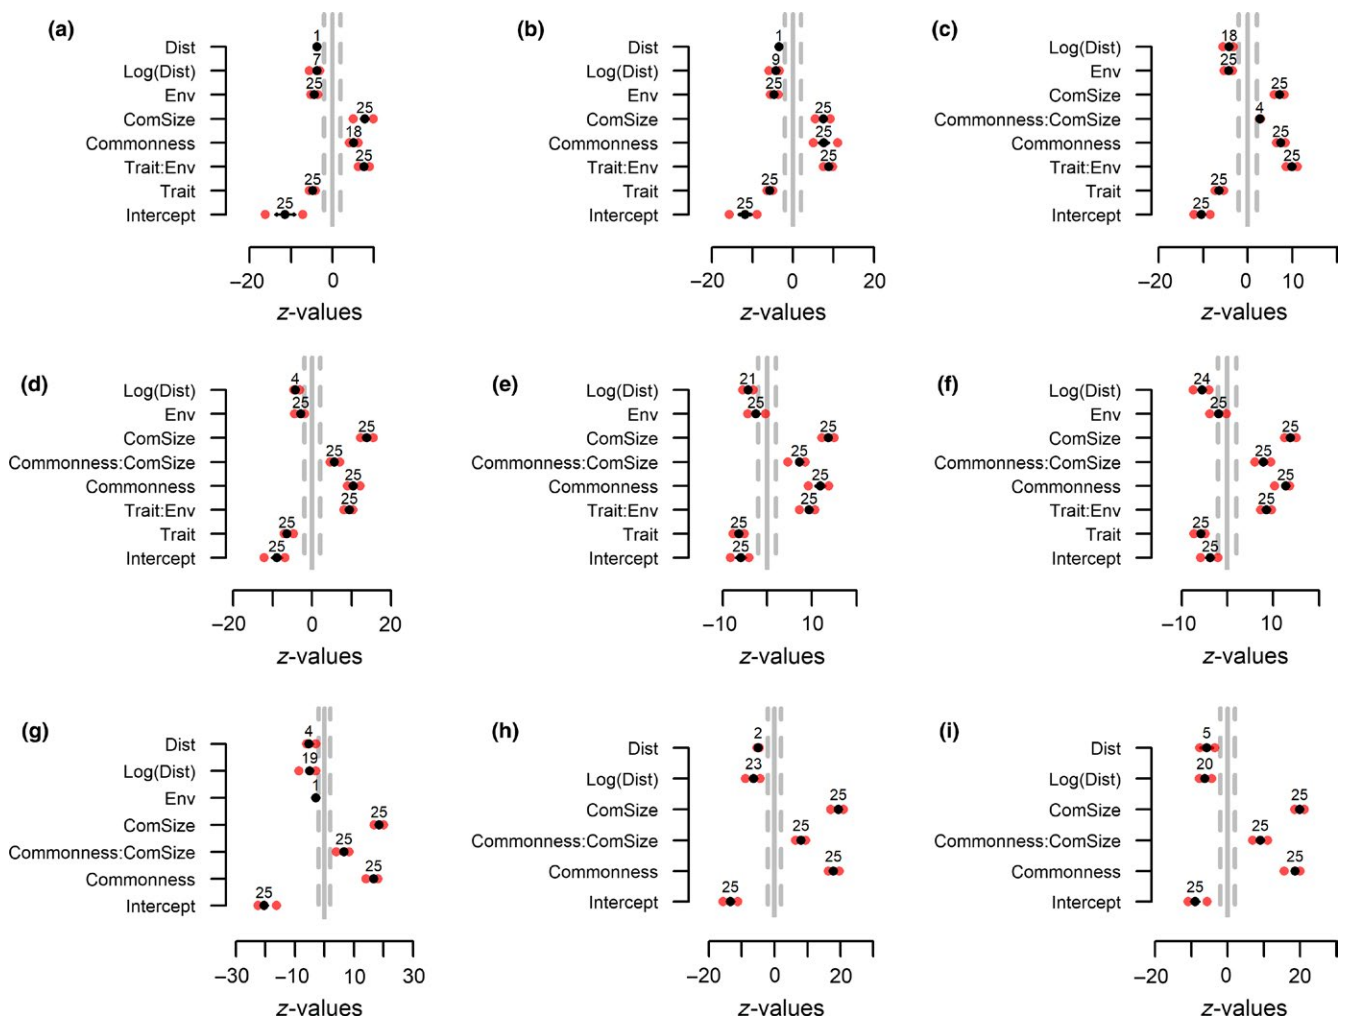 (a)
1
Dist
7
Log(Dist)
25
Env
25
ComSize
18
Commonness
25
Trait:Env
25
Trait
25
Intercept
−20 0
z-values
(b)
1
Dist
9
Log(Dist)
25
Env
25
ComSize
25
Commonness
25
Trait:Env
25
Trait
25
Intercept
−20 0 20
z-values
(c)
18
Log(Dist)
25
Env
25
ComSize
4
Commonness:ComSize
25
Commonness
25
Trait:Env
25
Trait
25
Intercept
−20 0 10
z-values
(d)
4
Log(Dist)
25
Env
25
ComSize
25
Commonness:ComSize
25
Commonness
25
Trait:Env
25
Trait
25
Intercept
−20 0 20
z-values
(e)
21
Log(Dist)
25
Env
25
ComSize
25
Commonness:ComSize
25
Commonness
25
Trait:Env
25
Trait
25
Intercept
−10 10
z-values
(f)
24
Log(Dist)
25
Env
25
ComSize
25
Commonness:ComSize
25
Commonness
25
Trait:Env
25
Trait
25
Intercept
−10 10
z-values
(g)
4
Dist
19
Log(Dist)
1
Env
25
ComSize
25
Commonness:ComSize
25
Commonness
25
Intercept
−30 −10 10 30
z-values
(h)
2
Dist
23
Log(Dist)
25
ComSize
25
Commonness:ComSize
25
Commonness
25
Intercept
−20 0 20
z-values
(i)
5
Dist
20
Log(Dist)
25
ComSize
25
Commonness:ComSize
25
Commonness
25
Intercept
−20 0 20
z-values